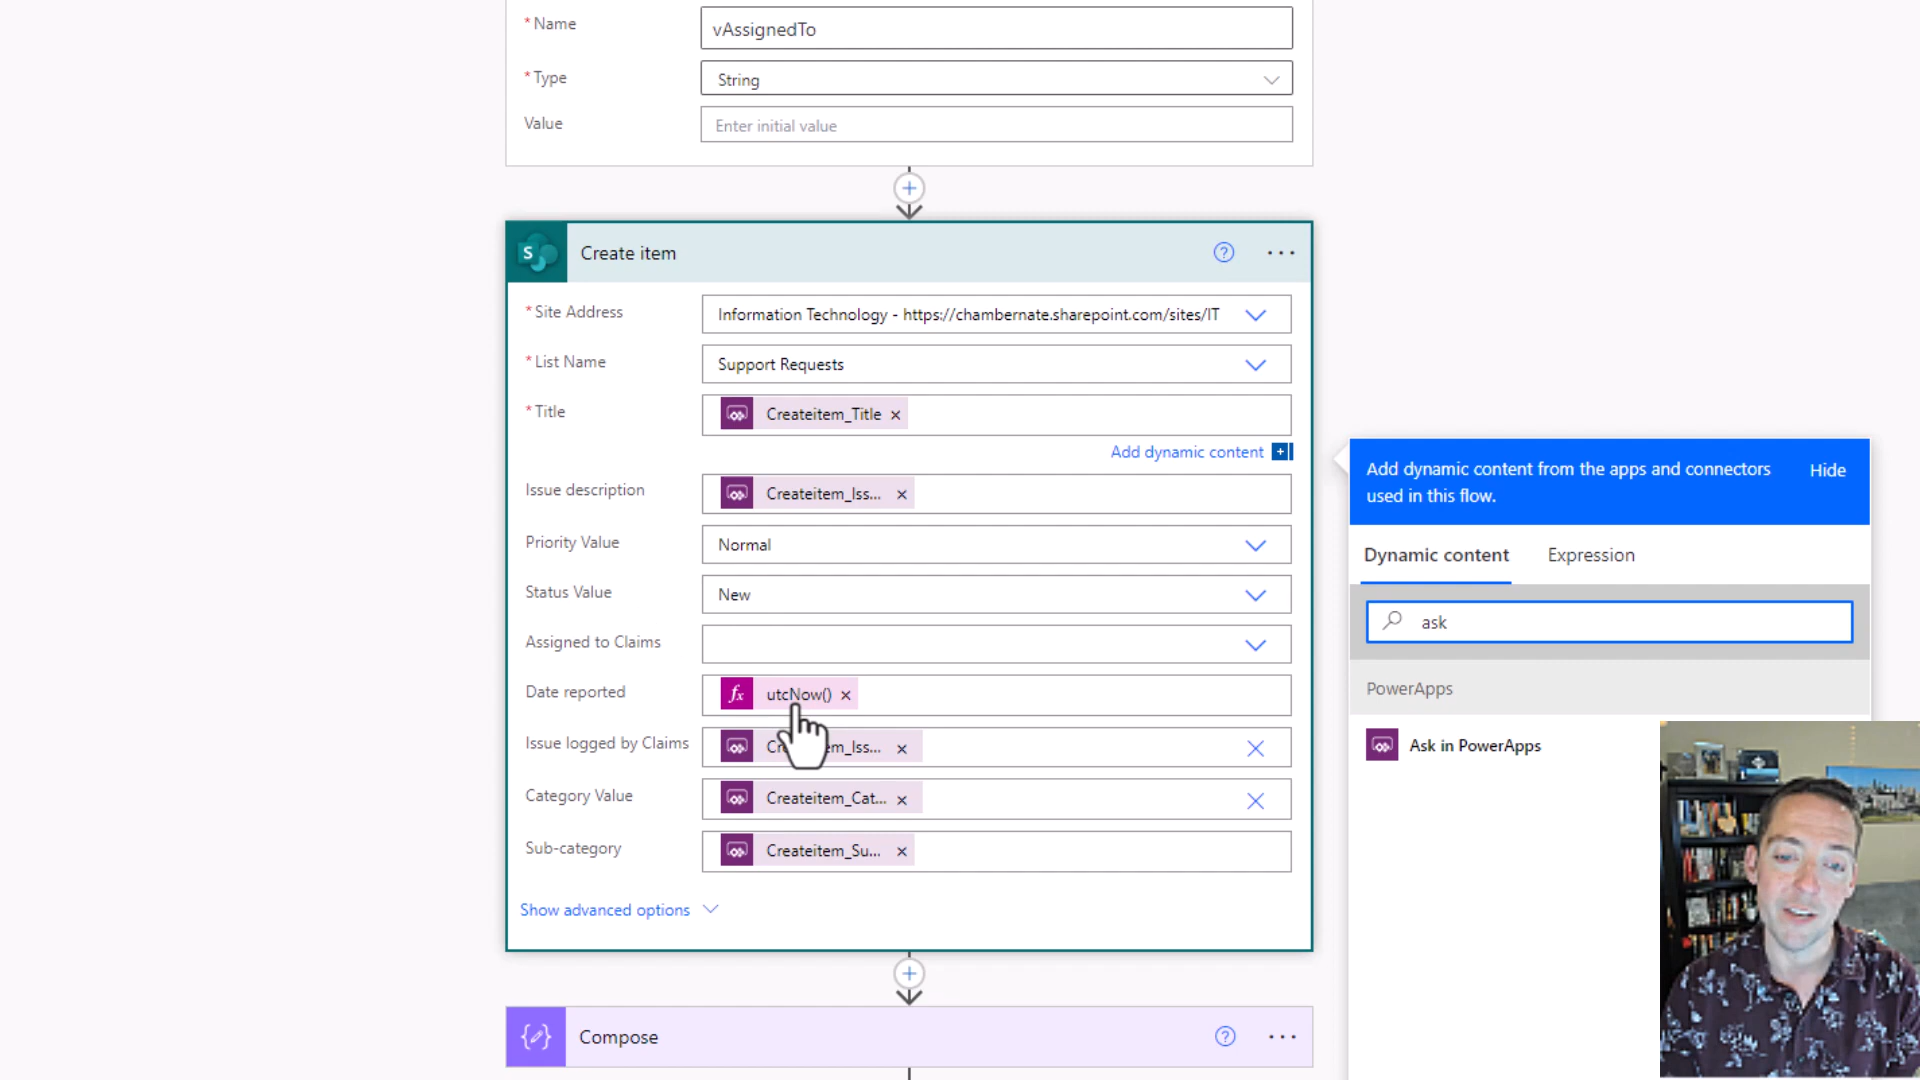 * Name
vAssignedTo
* Type
String
Value
Enter initial value
S
Create item
?
* Site Address
Information Technology - https://chambernate.sharepoint.com/sites/IT
* List Name
Support Requests
* Title
Createitem_Title ×
Add dynamic content +
Issue description
Createitem_Iss... ×
Priority Value
Normal
Status Value
New
Assigned to Claims
Date reported
fx utcNow() ×
Issue logged by Claims
Iss... ×
Category Value
Createitem_Cat... ×
Sub-category
Createitem_Su... ×
Show advanced options
Compose
?
Add dynamic content from the apps and connectors
used in this flow.
Hide
Dynamic content
Expression
ask
PowerApps
Ask in PowerApps